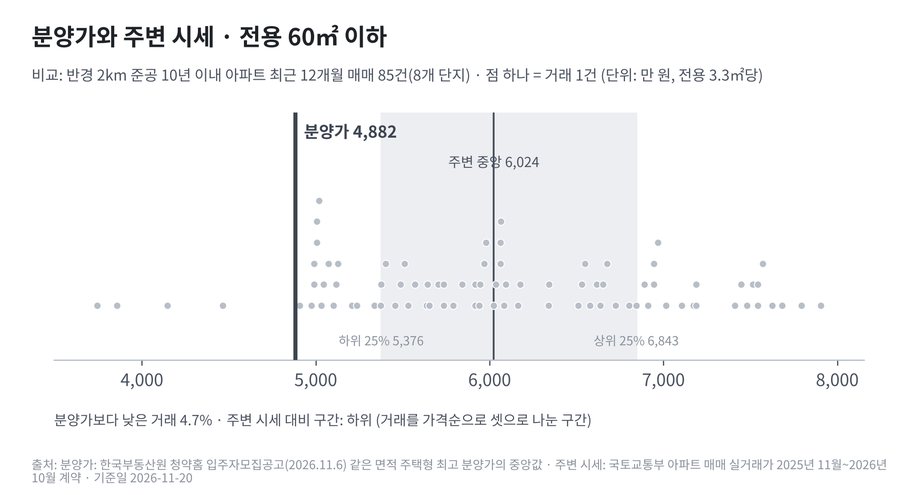 분양가와 주변 시세 · 전용 60㎡ 이하
비교: 반경 2km 준공 10년 이내 아파트 최근 12개월 매매 85건(8개 단지) · 점 하나 = 거래 1건 (단위: 만 원, 전용 3.3㎡당)
분양가 4,882
주변 중앙 6,024
하위 25% 5,376
상위 25% 6,843
4,000
5,000
6,000
7,000
8,000
분양가보다 낮은 거래 4.7% · 주변 시세 대비 구간: 하위 (거래를 가격순으로 셋으로 나눈 구간)
출처: 분양가: 한국부동산원 청약홈 입주자모집공고(2026.11.6) 같은 면적 주택형 최고 분양가의 중앙값 · 주변 시세: 국토교통부 아파트 매매 실거래가 2025년 11월~2026년
10월 계약 · 기준일 2026-11-20